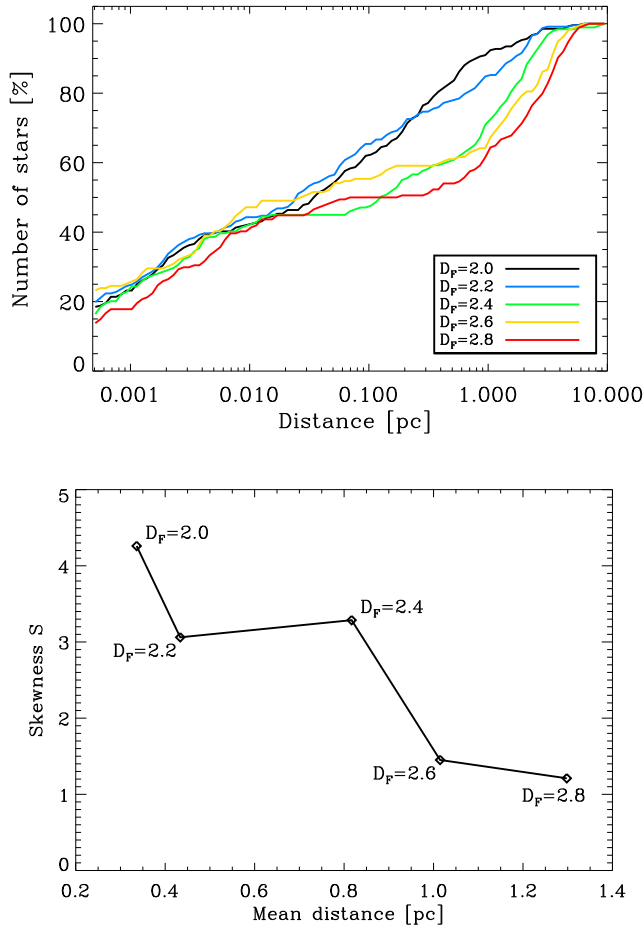 100
80
60
40
20
0
Number of stars [%]
D_F=2.0
D_F=2.2
D_F=2.4
D_F=2.6
D_F=2.8
0.001 0.010 0.100 1.000 10.000
Distance [pc]
5
4
3
2
1
0
Skewness S
D_F=2.0
D_F=2.2
D_F=2.4
D_F=2.6
D_F=2.8
0.2 0.4 0.6 0.8 1.0 1.2 1.4
Mean distance [pc]